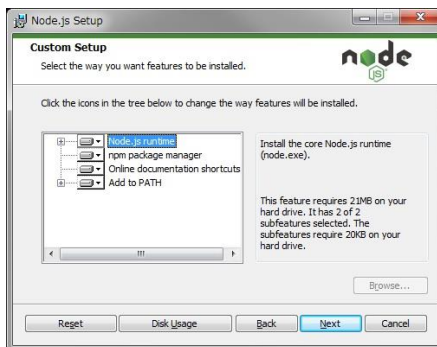 Node.js Setup
Custom Setup
Select the way you want features to be installed.
node
JS
Click the icons in the tree below to change the way features will be installed.
Node.js runtime
npm package manager
Online documentation shortcuts
Add to PATH
Install the core Node.js runtime
(node.exe).
This feature requires 21MB on your
hard drive. It has 2 of 2
subfeatures selected. The
subfeatures require 20KB on your
hard drive.
Browse...
Reset
Disk Usage
Back
Next
Cancel